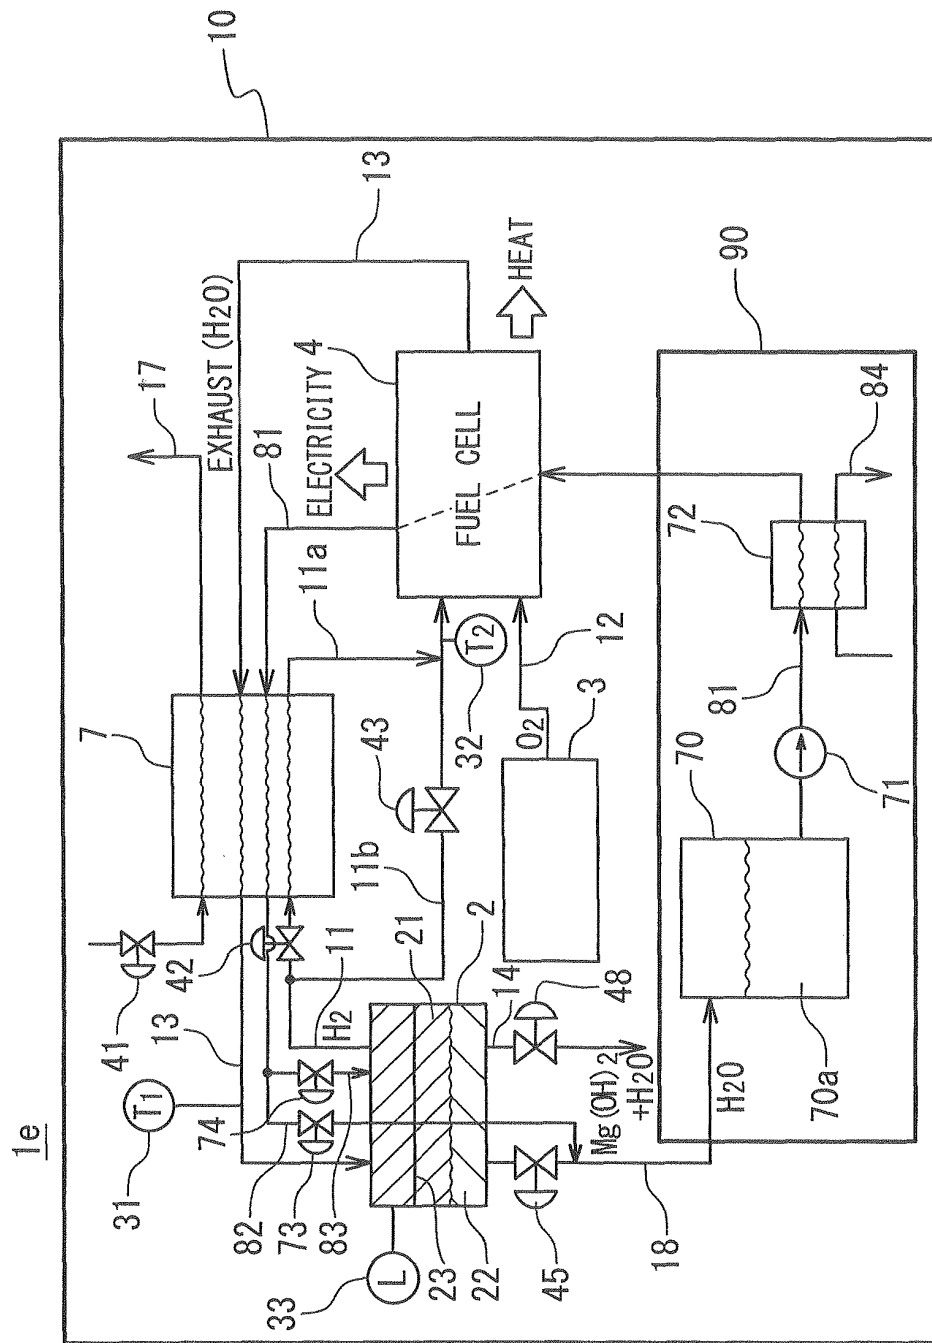 1e
10
31
T1
13
41
42
7
17
EXHAUST (H2O)
13
81
ELECTRICITY
4
HEAT
FUEL CELL
11a
11
H2
11b
43
T2
32
O2
12
3
82
73
74
83
33
L
23
22
21
2
14
48
45
Mg(OH)2
+H2O
18
H2O
70
70a
71
81
72
84
90